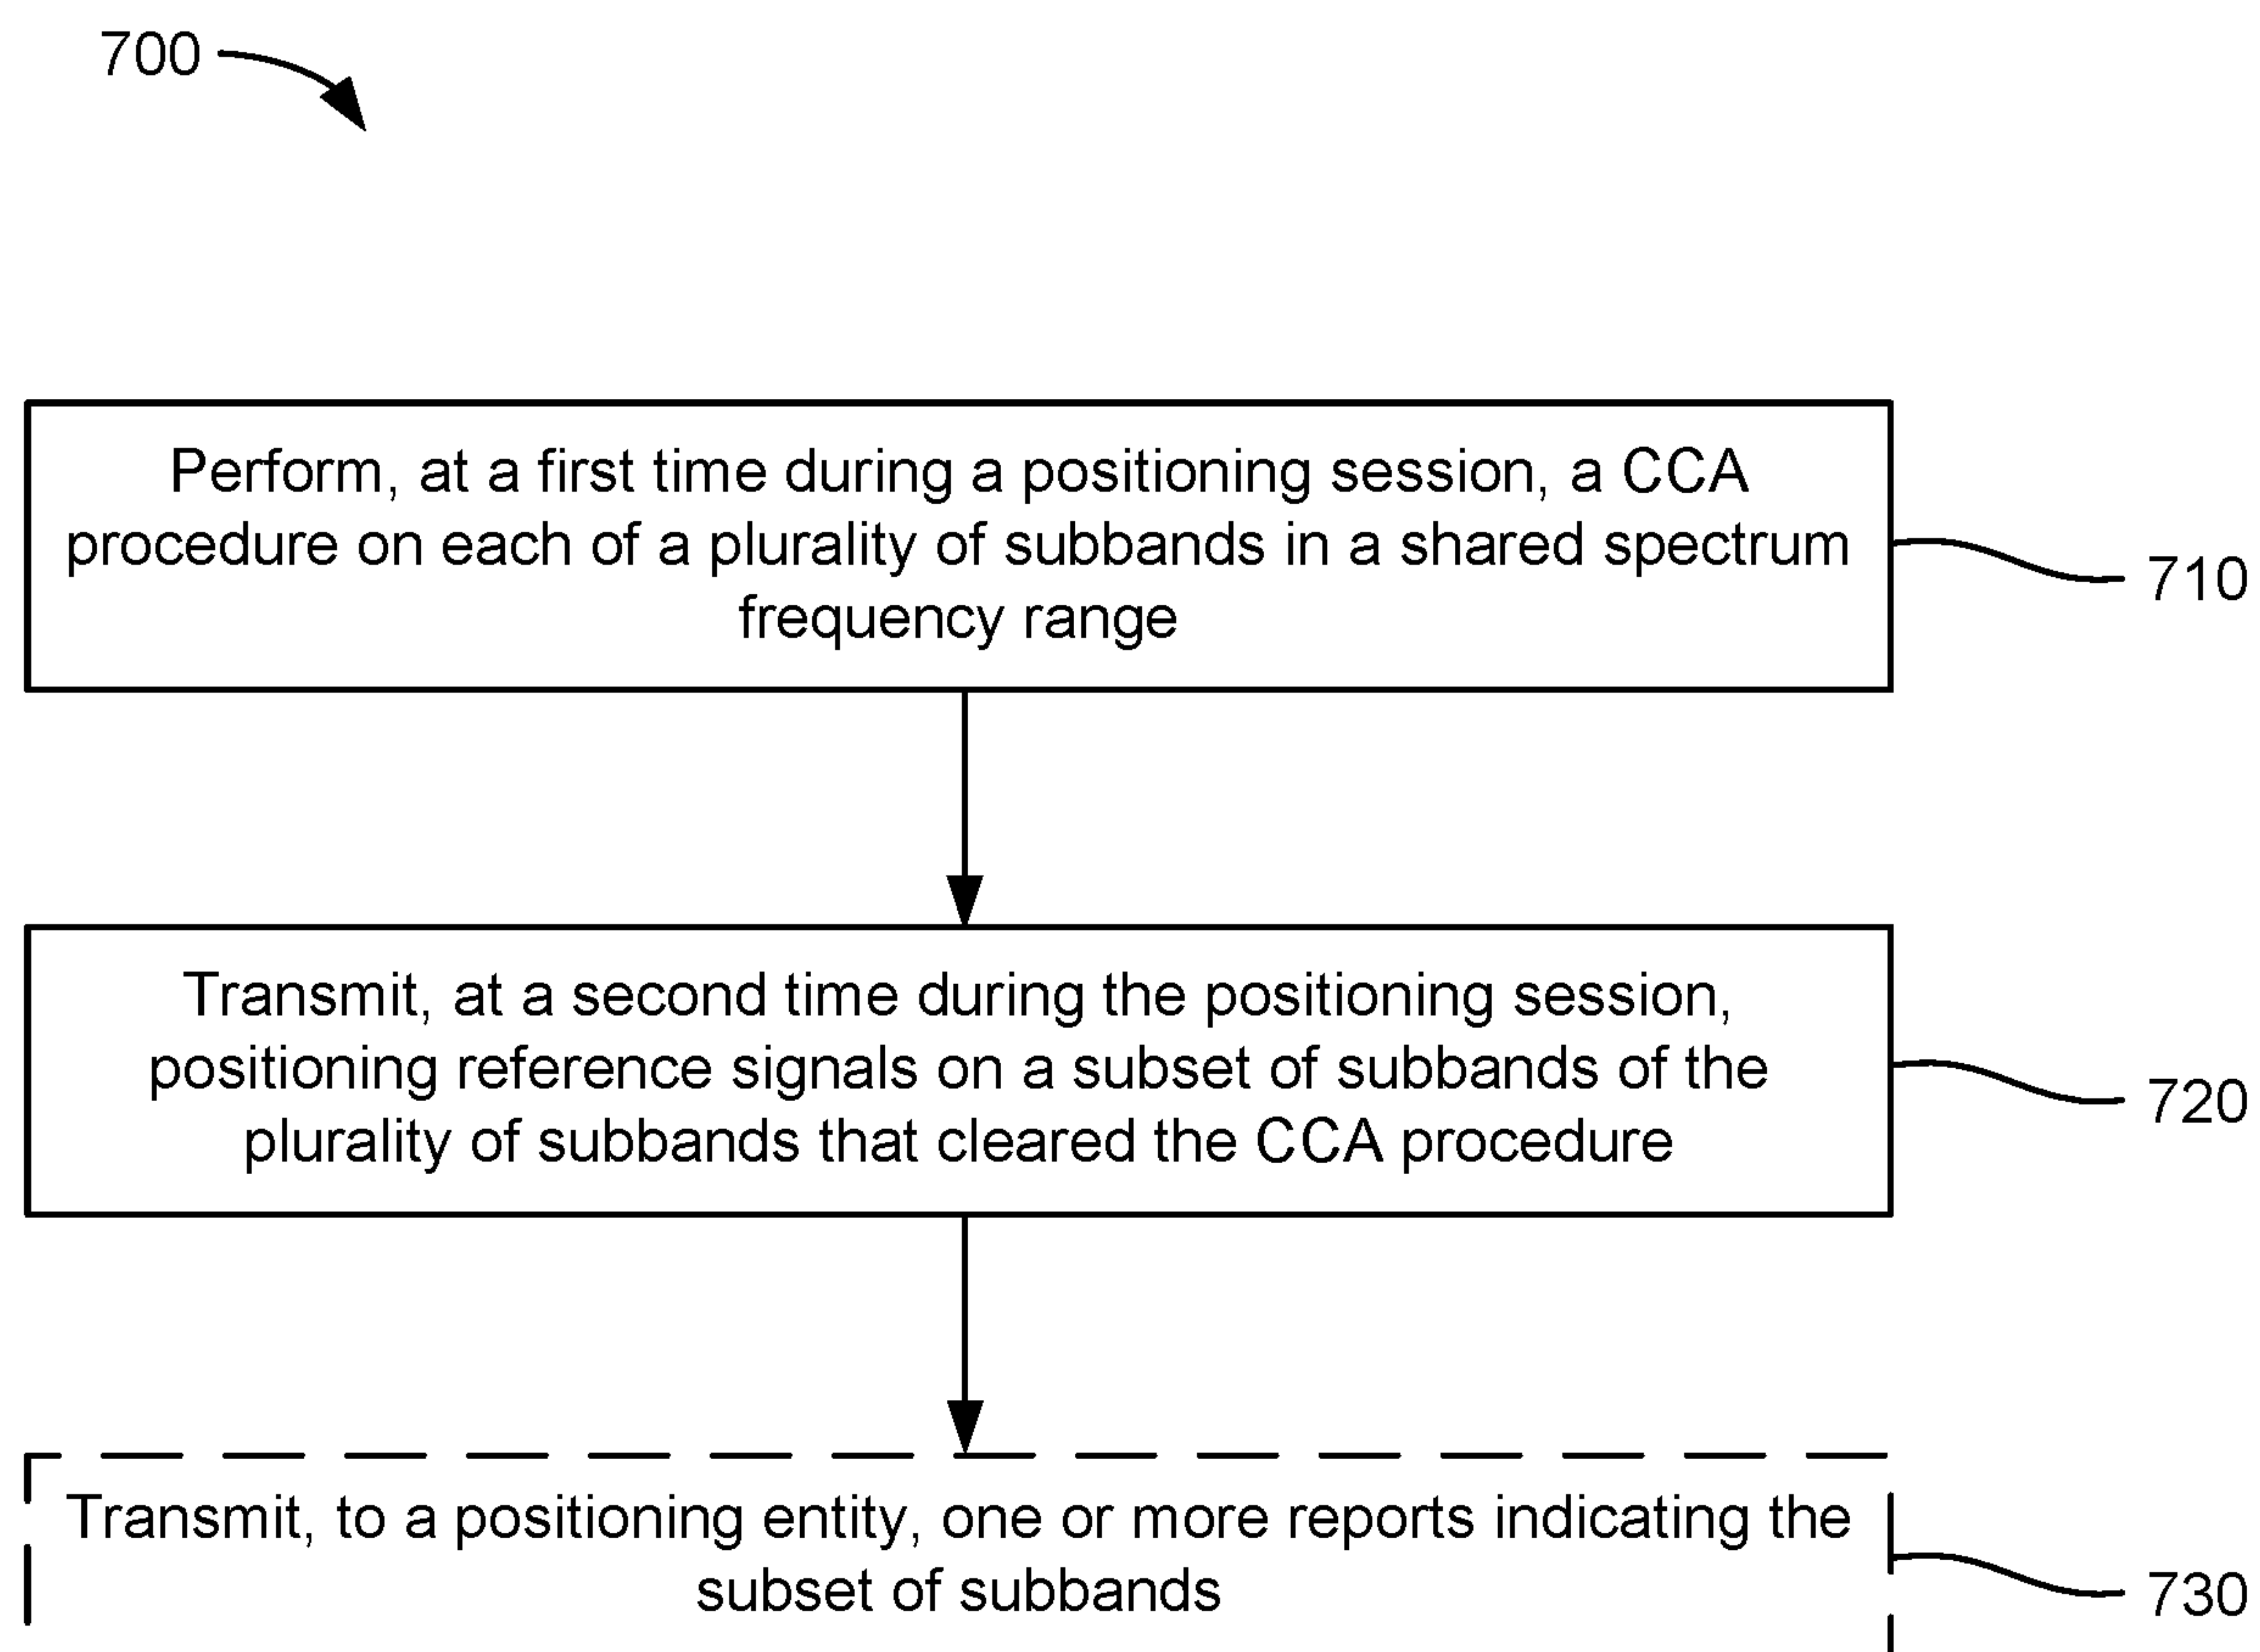 700
Perform, at a first time during a positioning session, a CCA
procedure on each of a plurality of subbands in a shared spectrum
frequency range
710
Transmit, at a second time during the positioning session,
positioning reference signals on a subset of subbands of the
plurality of subbands that cleared the CCA procedure
720
Transmit, to a positioning entity, one or more reports indicating the
subset of subbands
730